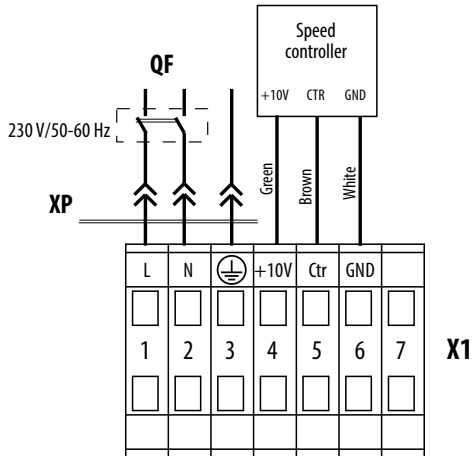 Speed
controller
QF
+10V CTR GND
230 V/50-60 Hz
Green
Brown
White
XP
L N +10V Ctr GND
1 2 3 4 5 6 7
X1